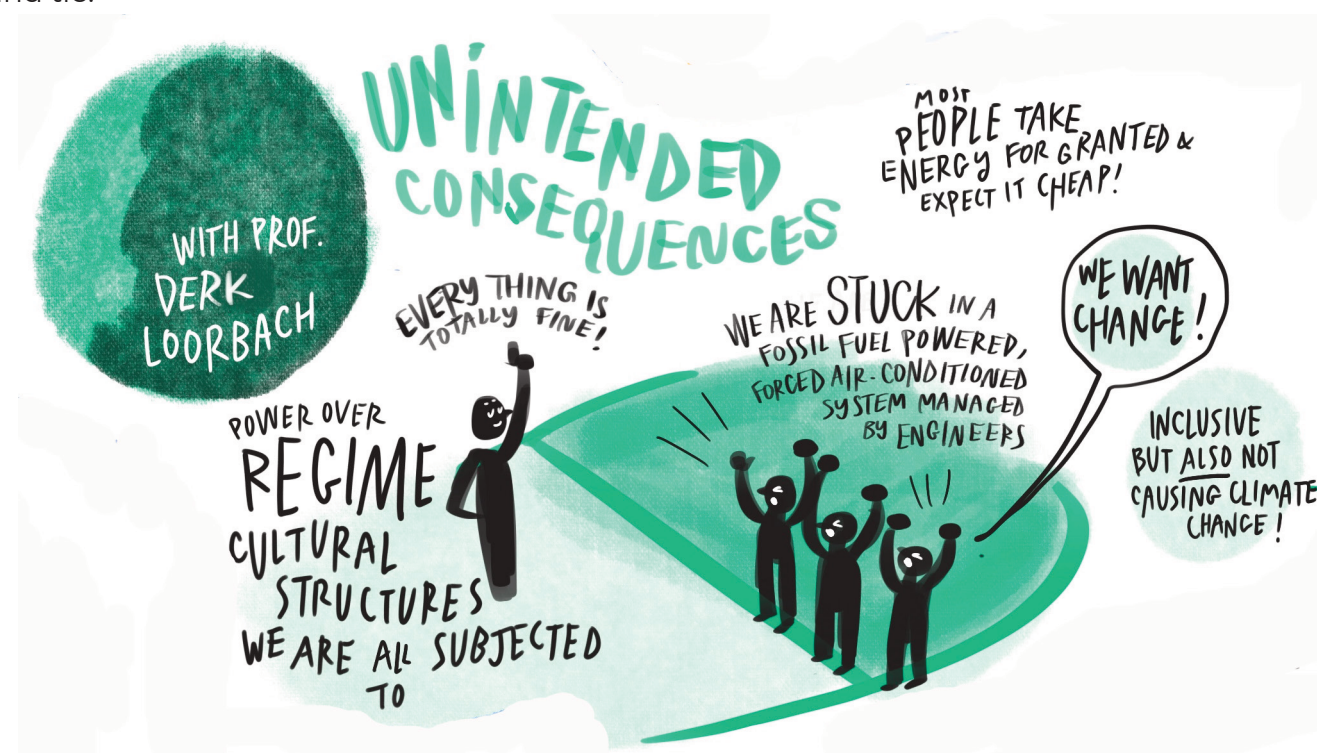 WITH PROF.
DERK
LOORBACH
UNINTENDED
CONSEQUENCES
MOST
PEOPLE TAKE
ENERGY FOR GRANTED &
EXPECT IT CHEAP!
EVERY THING IS
TOTALLY FINE!
POWER OVER
REGIME
CULTURAL
STRUCTURES
WE ARE ALL SUBJECTED
TO
WE ARE STUCK IN A
FOSSIL FUEL POWERED,
FORCED AIR-CONDITIONED
SYSTEM MANAGED
BY ENGINEERS
WE WANT
CHANGE!
INCLUSIVE
BUT ALSO NOT
CAUSING CLIMATE
CHANGE!